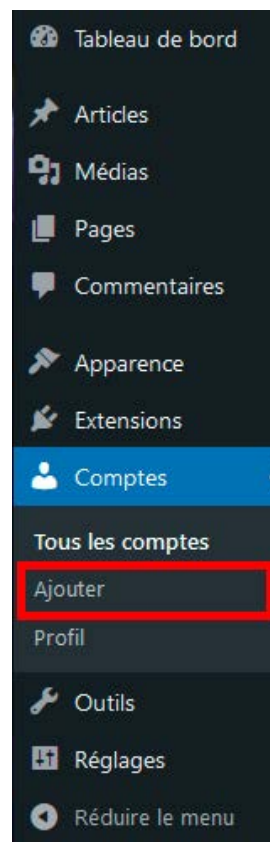 Tableau de bord
Articles
Médias
Pages
Commentaires
Apparence
Extensions
Comptes
Tous les comptes
Ajouter
Profil
Outils
Réglages
Réduire le menu